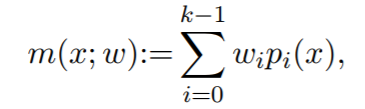 m(x; w):= \sum_{i=0}^{k-1} w_i p_i(x),